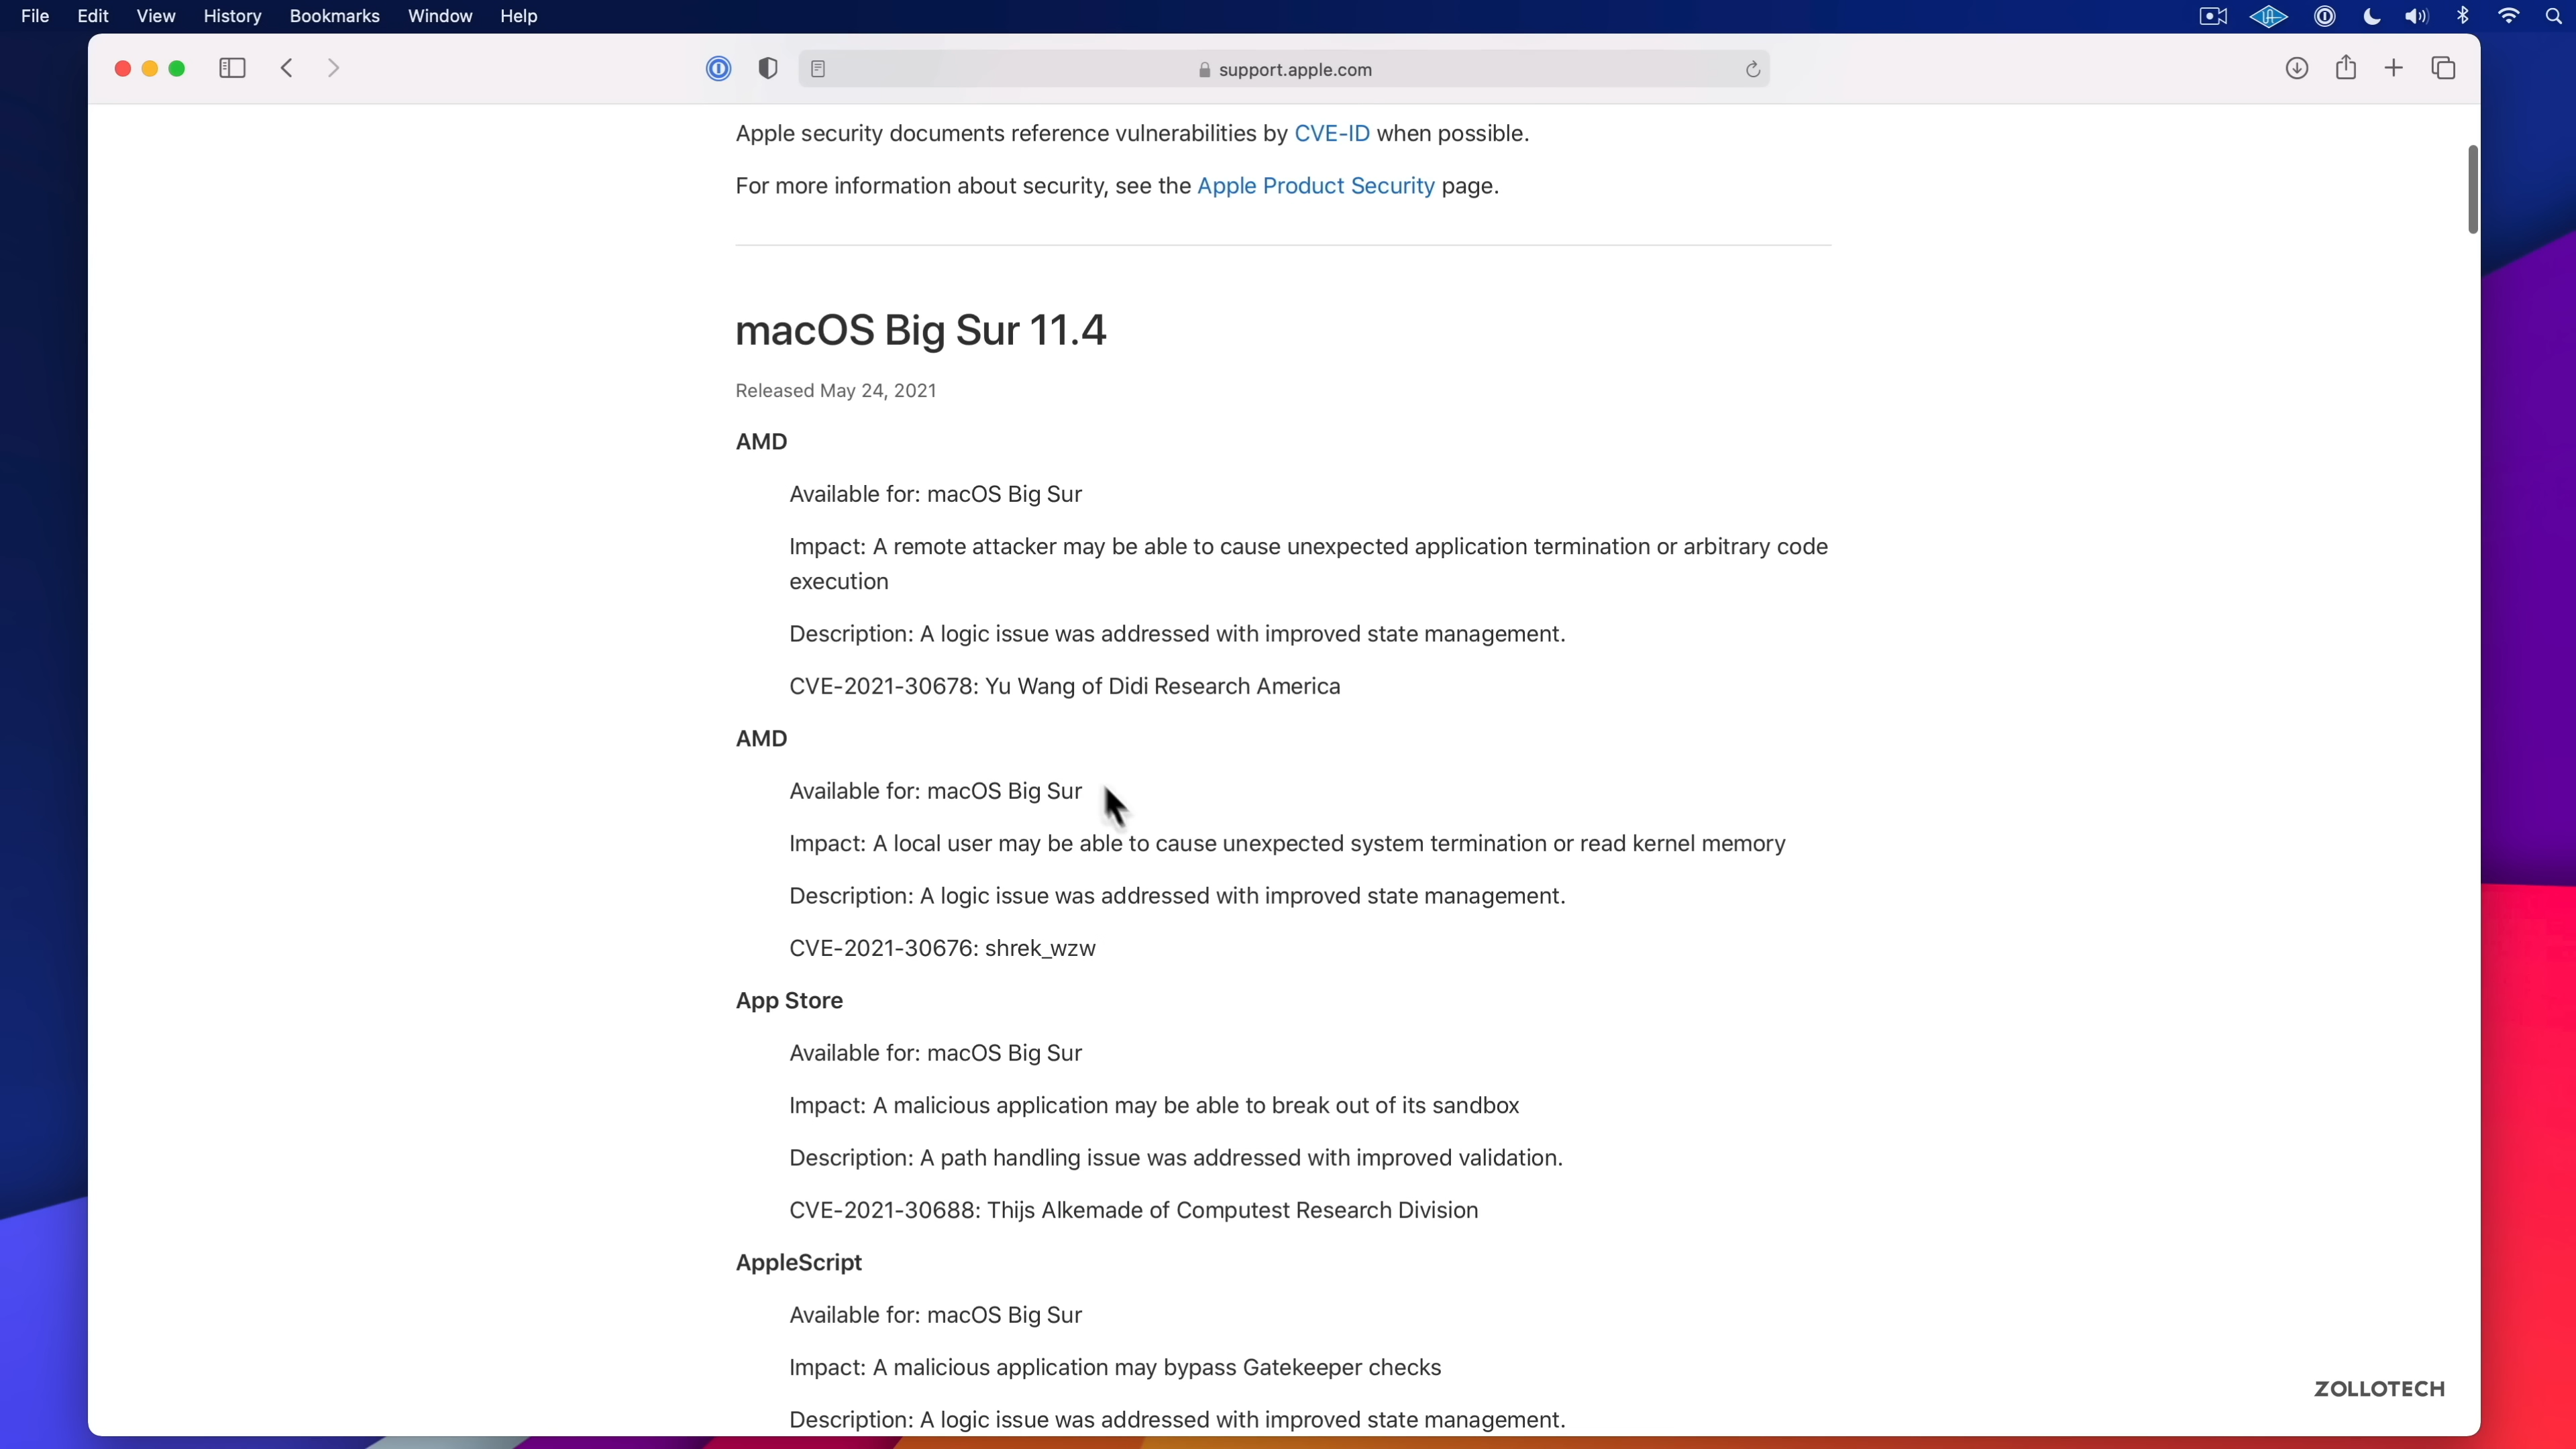 File Edit View History Bookmarks Window Help
support.apple.com
Apple security documents reference vulnerabilities by CVE-ID when possible.
For more information about security, see the Apple Product Security page.
macOS Big Sur 11.4
Released May 24, 2021
AMD
Available for: macOS Big Sur
Impact: A remote attacker may be able to cause unexpected application termination or arbitrary code
execution
Description: A logic issue was addressed with improved state management.
CVE-2021-30678: Yu Wang of Didi Research America
AMD
Available for: macOS Big Sur
Impact: A local user may be able to cause unexpected system termination or read kernel memory
Description: A logic issue was addressed with improved state management.
CVE-2021-30676: shrek_wzw
App Store
Available for: macOS Big Sur
Impact: A malicious application may be able to break out of its sandbox
Description: A path handling issue was addressed with improved validation.
CVE-2021-30688: Thijs Alkemade of Computest Research Division
AppleScript
Available for: macOS Big Sur
Impact: A malicious application may bypass Gatekeeper checks
Description: A logic issue was addressed with improved state management.
ZOLLOTECH